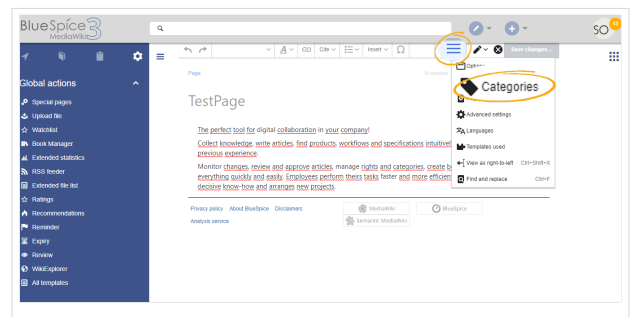 BlueSpice 3
MediaWiki
SO
Cite
Insert
Save changes...
Global actions
Page
Options
Categories
Special pages
Upload file
Watchlist
Book Manager
Extended statistics
RSS feeder
Extended file list
Ratings
Recommendations
Reminder
Expiry
Review
WikiExplorer
All templates
TestPage
The perfect tool for digital collaboration in your company!
Collect knowledge, write articles, find products, workflows and specifications intuitivel
previous experience.
Monitor changes, review and approve articles, manage rights and categories, create b
everything quickly and easily. Employees perform theirs tasks faster and more efficien
decisive know-how and arranges new projects.
Advanced settings
Languages
Templates used
View as right-to-left Ctrl+Shift+X
Find and replace Ctrl+F
Privacy policy About BlueSpice Disclaimers
Analysis service
MediaWiki
BlueSpice
Semantic MediaWiki